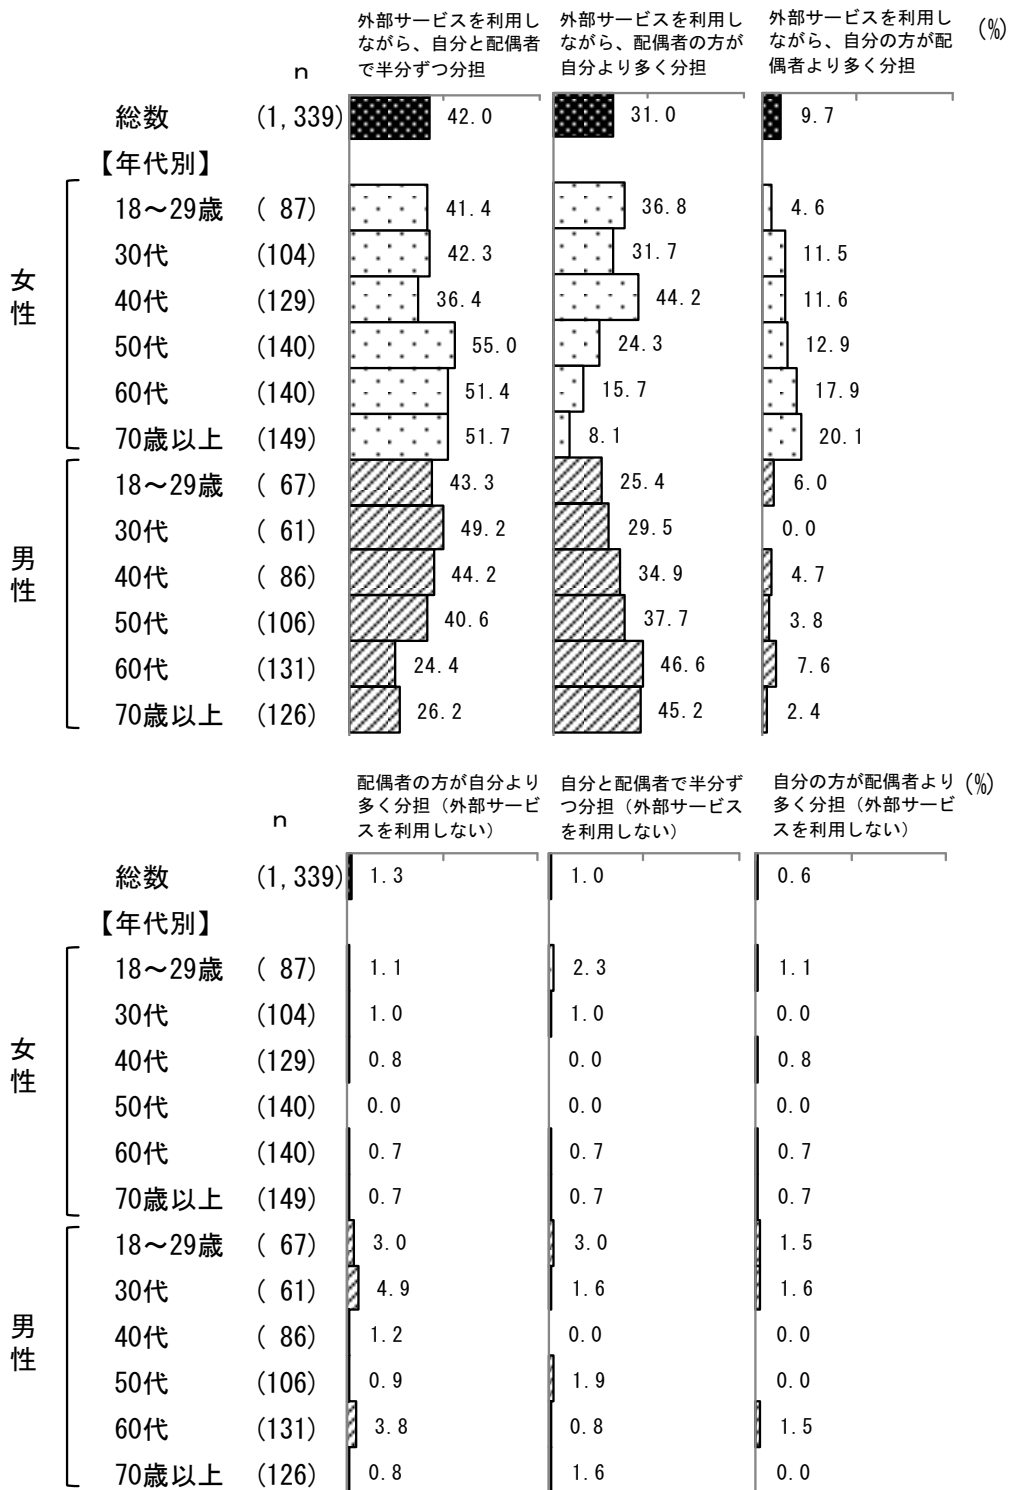 外部サービスを利用し
ながら、自分と配偶者
で半分ずつ分担
外部サービスを利用し
ながら、配偶者の方が
自分より多く分担
外部サービスを利用し
ながら、自分の方が配
偶者より多く分担
(%)
n
総数 (1,339) 42.0 31.0 9.7
【年代別】
女性
18～29歳 ( 87) 41.4 36.8 4.6
30代 (104) 42.3 31.7 11.5
40代 (129) 36.4 44.2 11.6
50代 (140) 55.0 24.3 12.9
60代 (140) 51.4 15.7 17.9
70歳以上 (149) 51.7 8.1 20.1
男性
18～29歳 ( 67) 43.3 25.4 6.0
30代 ( 61) 49.2 29.5 0.0
40代 ( 86) 44.2 34.9 4.7
50代 (106) 40.6 37.7 3.8
60代 (131) 24.4 46.6 7.6
70歳以上 (126) 26.2 45.2 2.4
配偶者の方が自分より
多く分担（外部サービ
スを利用しない）
自分と配偶者で半分ず
つ分担（外部サービス
を利用しない）
自分の方が配偶者より
多く分担（外部サービ
スを利用しない）
(%)
n
総数 (1,339) 1.3 1.0 0.6
【年代別】
女性
18～29歳 ( 87) 1.1 2.3 1.1
30代 (104) 1.0 1.0 0.0
40代 (129) 0.8 0.0 0.8
50代 (140) 0.0 0.0 0.0
60代 (140) 0.7 0.7 0.7
70歳以上 (149) 0.7 0.7 0.7
男性
18～29歳 ( 67) 3.0 3.0 1.5
30代 ( 61) 4.9 1.6 1.6
40代 ( 86) 1.2 0.0 0.0
50代 (106) 0.9 1.9 0.0
60代 (131) 3.8 0.8 1.5
70歳以上 (126) 0.8 1.6 0.0